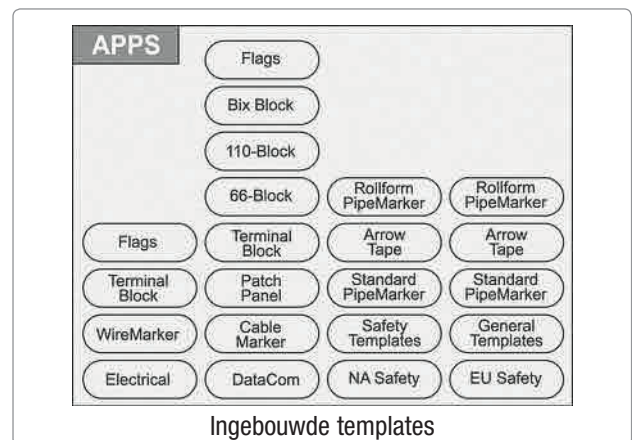 APPS
Flags
Bix Block
110-Block
66-Block
Rollform
PipeMarker
Rollform
PipeMarker
Flags
Terminal
Block
Arrow
Tape
Arrow
Tape
Terminal
Block
Patch
Panel
Standard
PipeMarker
Standard
PipeMarker
WireMarker
Cable
Marker
Safety
Templates
General
Templates
Electrical
DataCom
NA Safety
EU Safety
Ingebouwde templates